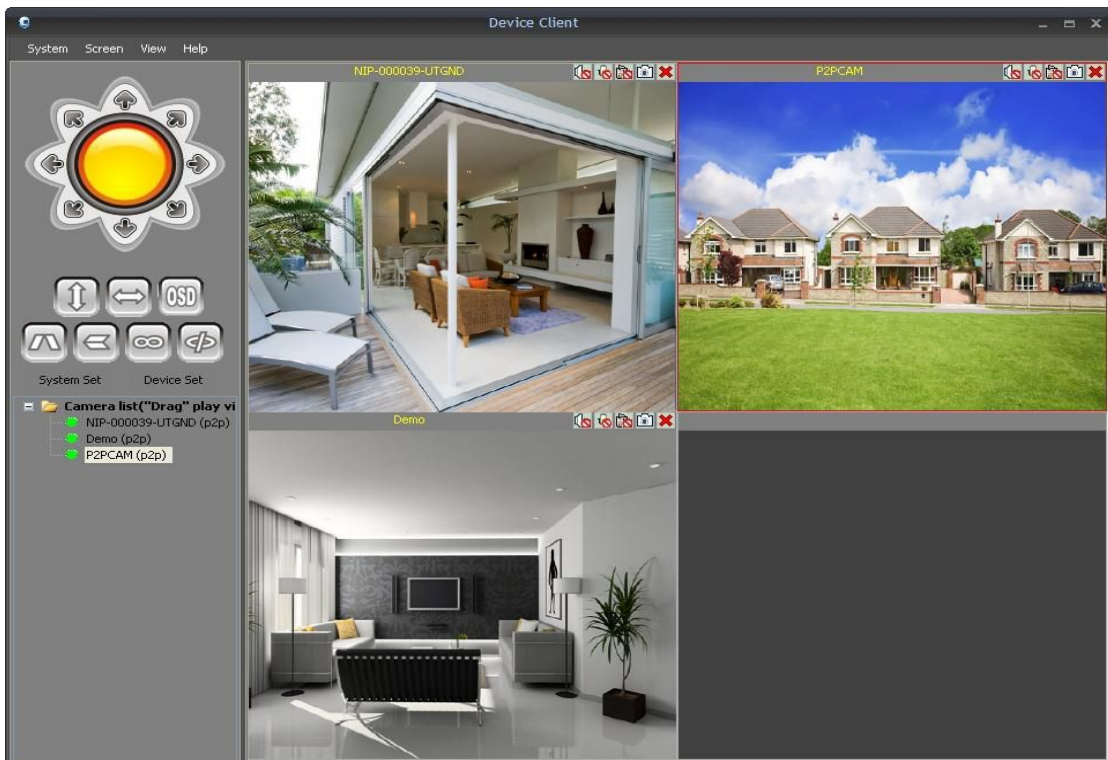 Device Client
System Screen View Help
NIP-000039-UTGND
P2PCAM
OSD
System Set Device Set
Camera list("Drag" play vi
NIP-000039-UTGND (p2p)
Demo (p2p)
P2PCAM (p2p)
Demo